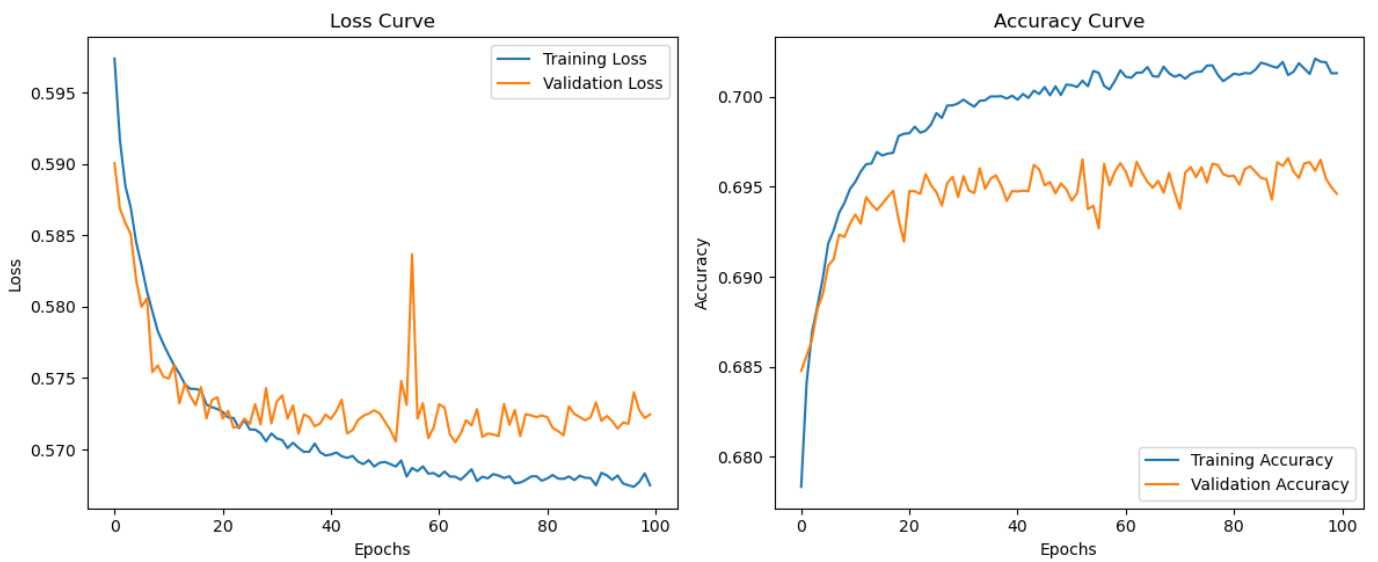 Loss Curve
Training Loss
Validation Loss
0.595
0.590
0.585
0.580
0.575
0.570
Loss
0 20 40 60 80 100
Epochs
Accuracy Curve
0.700
0.695
0.690
0.685
0.680
Accuracy
Training Accuracy
Validation Accuracy
0 20 40 60 80 100
Epochs